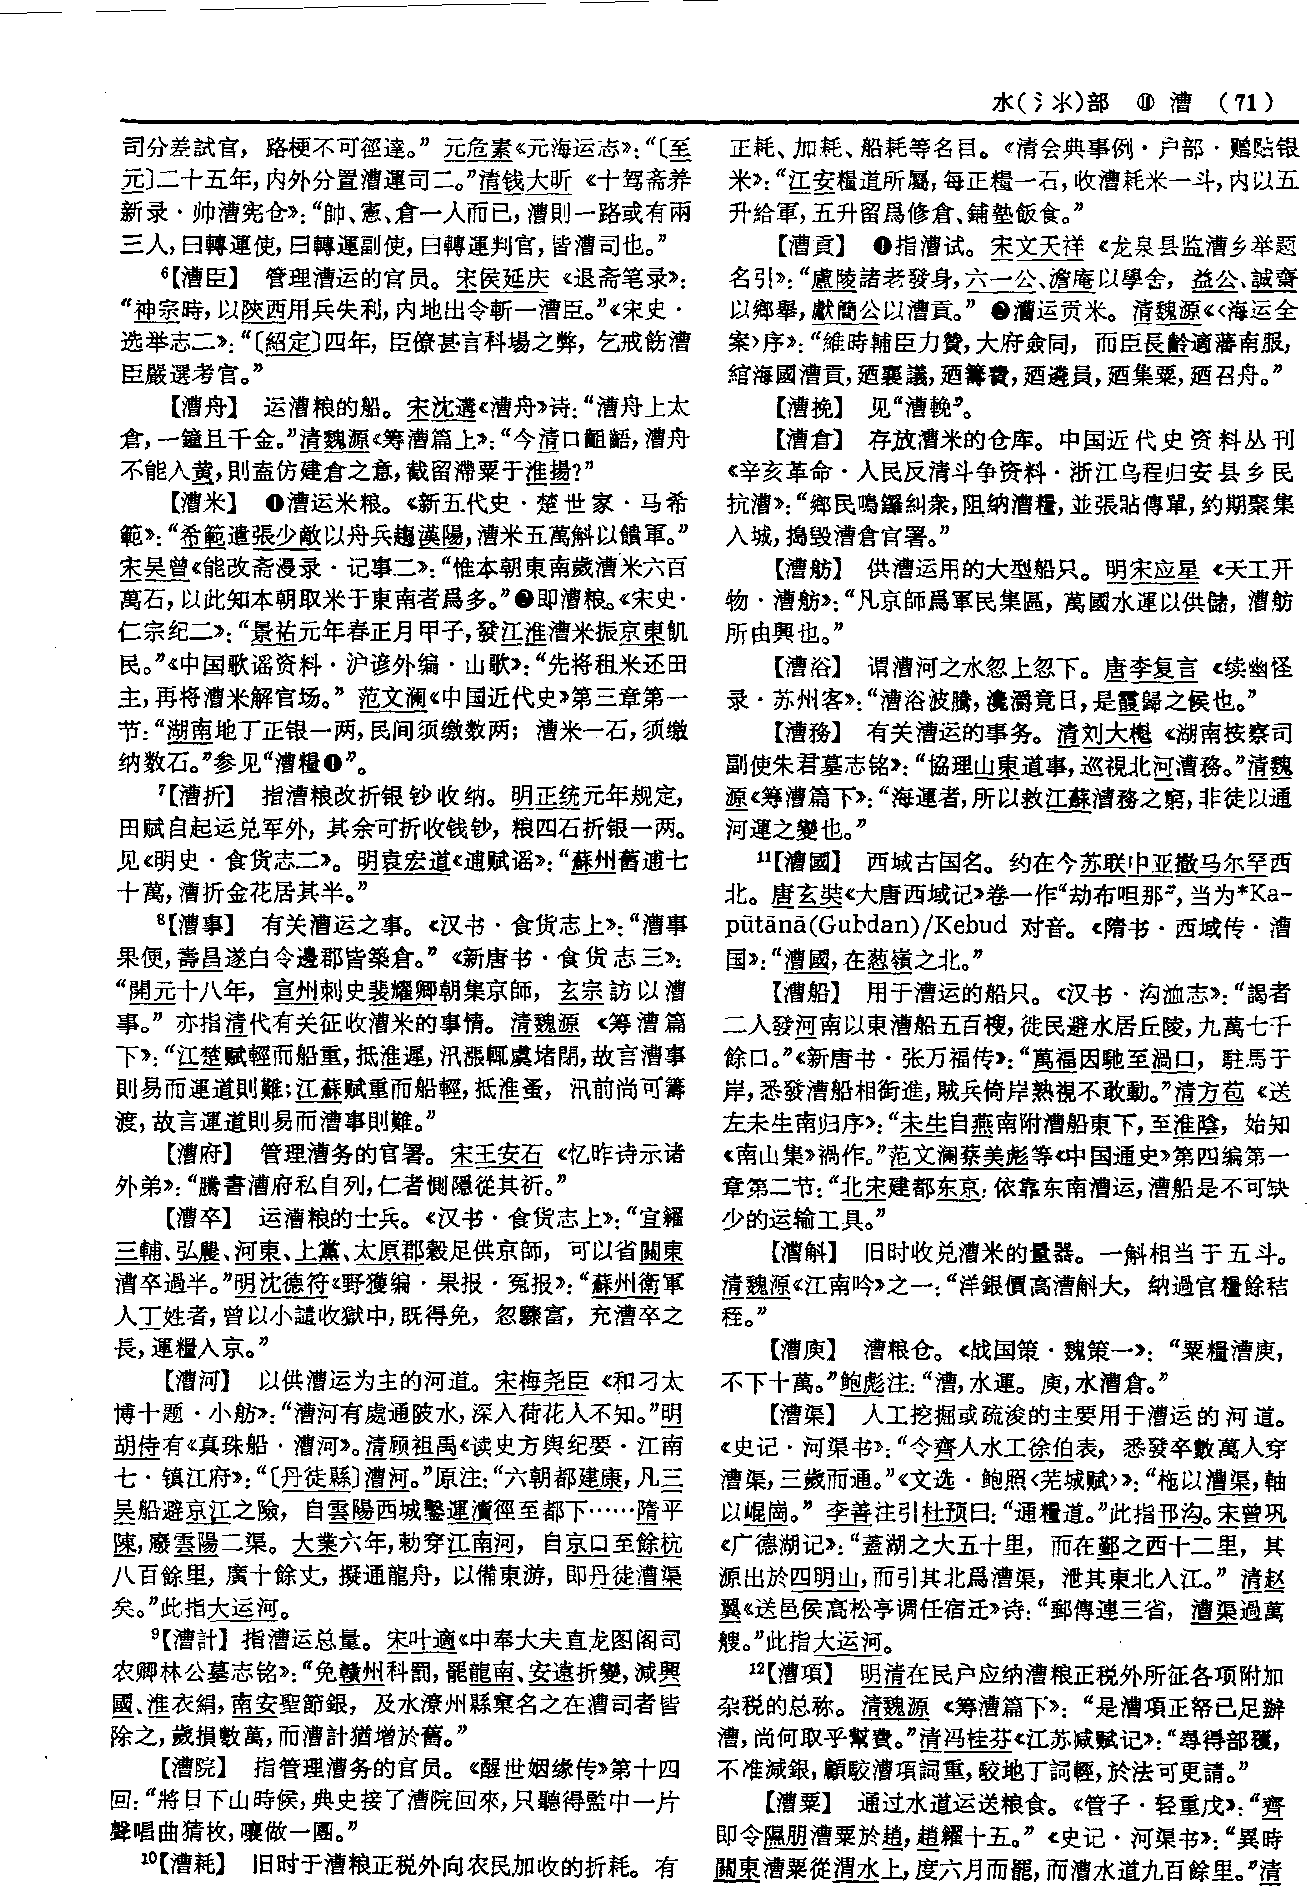 水(氵氺)部 ⑪ 漕 (71)
司分差試官，路梗不可徑達。”元危素《元海运志》：“〔至
元〕二十五年，内外分置漕運司二。”清钱大昕《十驾斋养
新录·帅漕宪仓》：“帥、憲、倉一人而已，漕則一路或有兩
三人，曰轉運使，曰轉運副使，曰轉運判官，皆漕司也。”
6【漕臣】 管理漕运的官员。宋侯延庆《退斋笔录》：
“神宗時，以陝西用兵失利，内地出令斬一漕臣。”《宋史·
选举志二》：“〔紹定〕四年，臣僚甚言科場之弊，乞戒飭漕
臣嚴選考官。”
【漕舟】 运漕粮的船。宋沈遘《漕舟》诗：“漕舟上太
倉，一鐘且千金。”清魏源《筹漕篇上》：“今清口齟齬，漕舟
不能入黄，則盍仿建倉之意，截留滯粟于淮揚?”
【漕米】 ❶漕运米粮。《新五代史·楚世家·马希
範》：“希範遣張少敵以舟兵趨漢陽，漕米五萬斛以饋軍。”
宋吴曾《能改斋漫录·记事二》：“惟本朝東南歲漕米六百
萬石，以此知本朝取米于東南者爲多。”❷即漕粮。《宋史·
仁宗纪二》：“景祐元年春正月甲子，發江淮漕米振京東飢
民。”《中国歌谣资料·沪谚外编·山歌》：“先将租米还田
主，再将漕米解官场。”范文澜《中国近代史》第三章第一
节：“湖南地丁正银一两，民间须缴数两；漕米一石，须缴
纳数石。”参见“漕糧❶”。
7【漕折】 指漕粮改折银钞收纳。明正统元年规定，
田赋自起运兑军外，其余可折收钱钞，粮四石折银一两。
见《明史·食货志二》。明袁宏道《逋赋谣》：“蘇州舊逋七
十萬，漕折金花居其半。”
8【漕事】 有关漕运之事。《汉书·食货志上》：“漕事
果便，壽昌遂白令邊郡皆築倉。”《新唐书·食货志三》：
“開元十八年，宣州刺史裴耀卿朝集京師，玄宗訪以漕
事。”亦指清代有关征收漕米的事情。清魏源《筹漕篇
下》：“江楚赋輕而船重，抵淮遲，汛漲輒虞堵閉，故言漕事
則易而運道則難；江蘇赋重而船輕，抵淮蚤，汛前尚可籌
渡，故言運道則易而漕事則難。”
【漕府】 管理漕务的官署。宋王安石《忆昨诗示诸
外弟》：“騰書漕府私自列，仁者惻隱從其祈。”
【漕卒】 运漕粮的士兵。《汉书·食货志上》：“宜糴
三輔、弘農、河東、上黨、太原郡穀足供京師，可以省關東
漕卒過半。”明沈德符《野獲编·果报·冤报》：“蘇州衛軍
人丁姓者，曾以小譴收獄中，既得免，忽驟富，充漕卒之
長，運糧入京。”
【漕河】 以供漕运为主的河道。宋梅尧臣《和刁太
博十题·小舫》：“漕河有處通陂水，深入荷花人不知。”明
胡侍有《真珠船·漕河》。清顾祖禹《读史方舆纪要·江南
七·镇江府》：“〔丹徒縣〕漕河。”原注：“六朝都建康，凡三
吴船避京江之險，自雲陽西城鑿運瀆徑至都下……隋平
陳，廢雲陽二渠。大業六年，勅穿江南河，自京口至餘杭
八百餘里，廣十餘丈，擬通龍舟，以備東游，即丹徒漕渠
矣。”此指大运河。
9【漕計】指漕运总量。宋叶適《中奉大夫直龙图阁司
农卿林公墓志铭》：“免贛州科罰，罷龍南、安遠折變，減興
國、淮衣絹，南安聖節銀，及水潦州縣窠名之在漕司者皆
除之，歲損數萬，而漕計猶增於舊。”
【漕院】 指管理漕务的官员。《醒世姻缘传》第十四
回：“將日下山時侯，典史接了漕院回來，只聽得監中一片
聲唱曲猜枚，嚷做一團。”
10【漕耗】 旧时于漕粮正税外向农民加收的折耗。有
正耗、加耗、船耗等名目。《清会典事例·户部·赠贴银
米》：“江安糧道所屬，每正糧一石，收漕耗米一斗，内以五
升給軍，五升留爲修倉、鋪墊飯食。”
【漕貢】 ❶指漕试。宋文天祥《龙泉县监漕乡举题
名引》：“廬陵諸老發身，六一公、澹庵以學舍，益公、誠齋
以鄉舉，獻簡公以漕貢。”❷漕运贡米。清魏源《〈海运全
案〉序》：“維時輔臣力贊，大府僉同，而臣長齡適藩南服，
綰海國漕貢，廼襄議，廼籌費，廼遴員，廼集粟，廼召舟。”
【漕挽】 见“漕輓”。
【漕倉】 存放漕米的仓库。中国近代史资料丛刊
《辛亥革命·人民反清斗争资料·浙江乌程归安县乡民
抗漕》：“鄉民鳴鑼糾衆，阻納漕糧，並張貼傳單，約期聚集
入城，搗毀漕倉官署。”
【漕舫】 供漕运用的大型船只。明宋应星《天工开
物·漕舫》：“凡京師爲軍民集區，萬國水運以供儲，漕舫
所由興也。”
【漕浴】 谓漕河之水忽上忽下。唐李复言《续幽怪
录·苏州客》：“漕浴波騰，瀺灂竟日，是霞歸之候也。”
【漕務】 有关漕运的事务。清刘大櫆《湖南按察司
副使朱君墓志铭》：“協理山東道事，巡視北河漕務。”清魏
源《筹漕篇下》：“海運者，所以救江蘇漕務之窮，非徒以通
河運之變也。”
11【漕國】 西域古国名。约在今苏联中亚撒马尔罕西
北。唐玄奘《大唐西域记》卷一作“劫布呾那”，当为*Ka-
pūtānā(Gubdan)/Kebud 对音。《隋书·西域传·漕
国》：“漕國，在葱嶺之北。”
【漕船】 用于漕运的船只。《汉书·沟洫志》：“謁者
二人發河南以東漕船五百㮴，徙民避水居丘陵，九萬七千
餘口。”《新唐书·张万福传》：“萬福因馳至渦口，駐馬于
岸，悉發漕船相銜進，贼兵倚岸熟視不敢動。”清方苞《送
左未生南归序》：“未生自燕南附漕船東下，至淮陰，始知
《南山集》禍作。”范文澜蔡美彪等《中国通史》第四编第一
章第二节：“北宋建都东京，依靠东南漕运，漕船是不可缺
少的运输工具。”
【漕斛】 旧时收兑漕米的量器。一斛相当于五斗。
清魏源《江南吟》之一：“洋銀價高漕斛大，納過官糧餘秸
秷。”
【漕庾】 漕粮仓。《战国策·魏策一》：“粟糧漕庾，
不下十萬。”鲍彪注：“漕，水運。庾，水漕倉。”
【漕渠】 人工挖掘或疏浚的主要用于漕运的河道。
《史记·河渠书》：“令齊人水工徐伯表，悉發卒數萬人穿
漕渠，三歲而通。”《文选·鲍照〈芜城赋〉》：“柂以漕渠，軸
以崐崗。”李善注引杜预曰：“通糧道。”此指邗沟。宋曾巩
《广德湖记》：“蓋湖之大五十里，而在鄞之西十二里，其
源出於四明山，而引其北爲漕渠，泄其東北入江。”清赵
翼《送邑侯高松亭调任宿迁》诗：“郵傳連三省，漕渠過萬
艘。”此指大运河。
12【漕項】 明清在民户应纳漕粮正税外所征各项附加
杂税的总称。清魏源《筹漕篇下》：“是漕項正帑已足辦
漕，尚何取乎幫費。”清冯桂芬《江苏减赋记》：“尋得部覆，
不准減銀，顧駮漕項詞重，駮地丁詞輕，於法可更請。”
【漕粟】 通过水道运送粮食。《管子·轻重戊》：“齊
即令隰朋漕粟於趙，趙糴十五。”《史记·河渠书》：“異時
關東漕粟從渭水上，度六月而罷，而漕水道九百餘里。”清